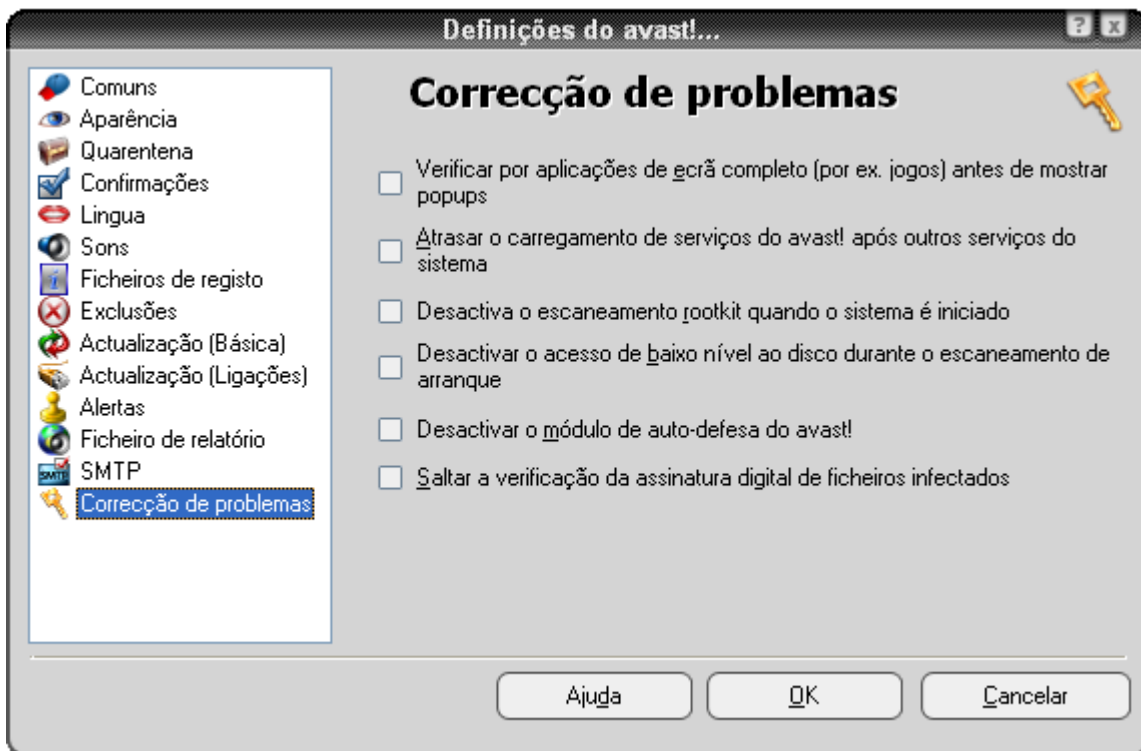 Definições do avast!...
Comuns
Aparência
Quarentena
Confirmações
Lingua
Sons
Ficheiros de registo
Exclusões
Actualização (Básica)
Actualização (Ligações)
Alertas
Ficheiro de relatório
SMTP
Correcção de problemas
Correcção de problemas
Verificar por aplicações de ecrã completo (por ex. jogos) antes de mostrar
popups
Atrasar o carregamento de serviços do avast! após outros serviços do
sistema
Desactiva o escaneamento rootkit quando o sistema é iniciado
Desactivar o acesso de baixo nível ao disco durante o escaneamento de
arranque
Desactivar o módulo de auto-defesa do avast!
Saltar a verificação da assinatura digital de ficheiros infectados
Ajuda
OK
Cancelar